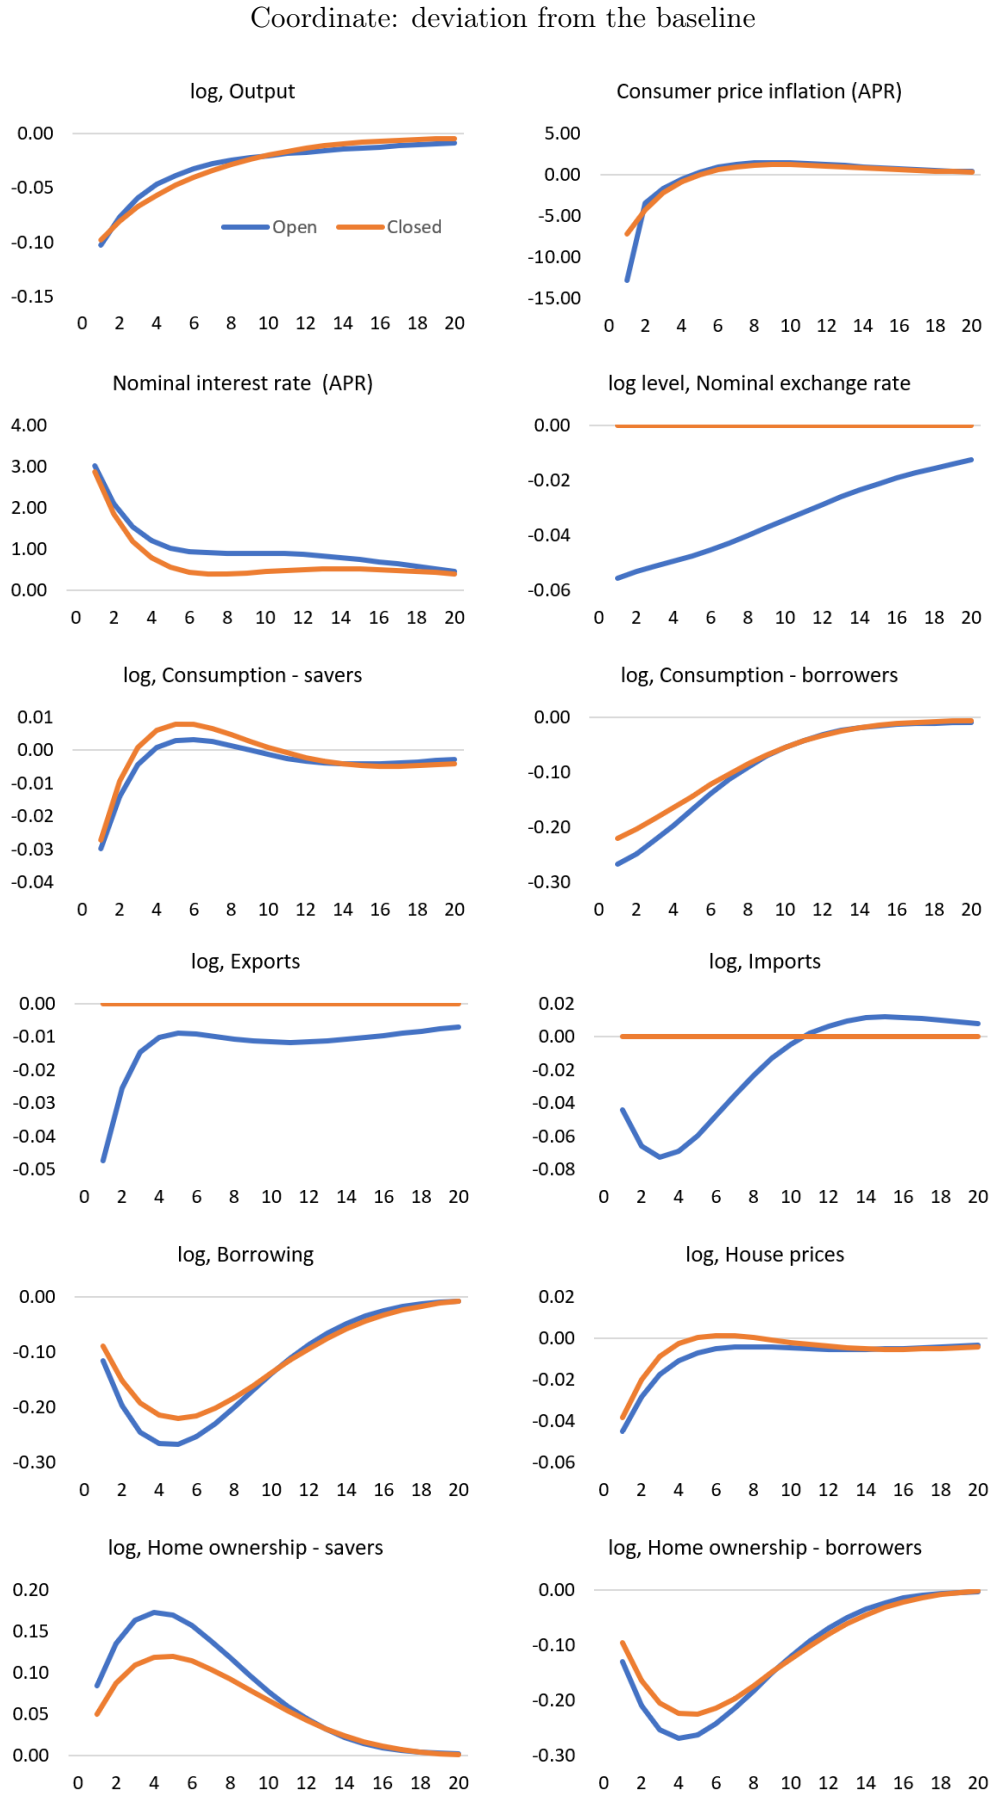 Coordinate: deviation from the baseline
log, Output
0.00
-0.05
-0.10
-0.15
Open
Closed
0 2 4 6 8 10 12 14 16 18 20
Consumer price inflation (APR)
5.00
0.00
-5.00
-10.00
-15.00
0 2 4 6 8 10 12 14 16 18 20
Nominal interest rate (APR)
4.00
3.00
2.00
1.00
0.00
0 2 4 6 8 10 12 14 16 18 20
log level, Nominal exchange rate
0.00
-0.02
-0.04
-0.06
0 2 4 6 8 10 12 14 16 18 20
log, Consumption - savers
0.01
0.00
-0.01
-0.02
-0.03
-0.04
0 2 4 6 8 10 12 14 16 18 20
log, Consumption - borrowers
0.00
-0.10
-0.20
-0.30
0 2 4 6 8 10 12 14 16 18 20
log, Exports
0.00
-0.01
-0.02
-0.03
-0.04
-0.05
0 2 4 6 8 10 12 14 16 18 20
log, Imports
0.02
0.00
-0.02
-0.04
-0.06
-0.08
0 2 4 6 8 10 12 14 16 18 20
log, Borrowing
0.00
-0.10
-0.20
-0.30
0 2 4 6 8 10 12 14 16 18 20
log, House prices
0.02
0.00
-0.02
-0.04
-0.06
0 2 4 6 8 10 12 14 16 18 20
log, Home ownership - savers
0.20
0.15
0.10
0.05
0.00
0 2 4 6 8 10 12 14 16 18 20
log, Home ownership - borrowers
0.00
-0.10
-0.20
-0.30
0 2 4 6 8 10 12 14 16 18 20